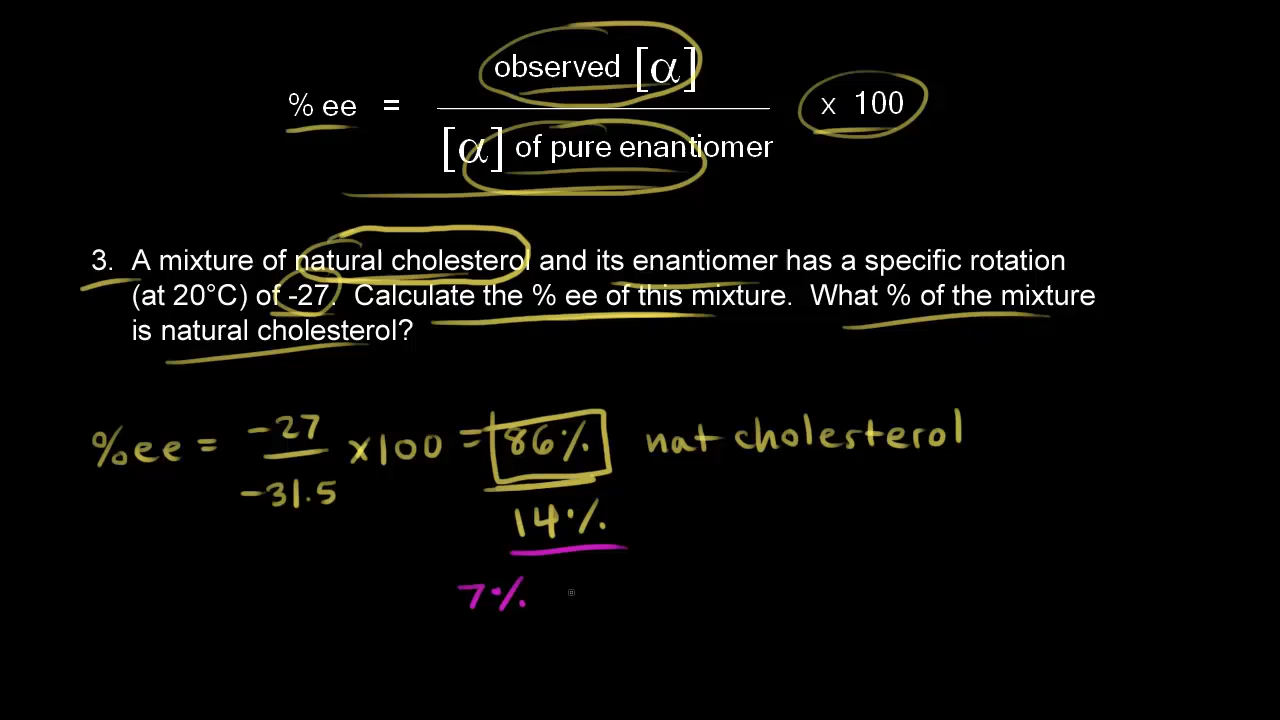 observed [α]
% ee = x 100
[α] of pure enantiomer
3. A mixture of natural cholesterol and its enantiomer has a specific rotation
(at 20°C) of -27. Calculate the % ee of this mixture. What % of the mixture
is natural cholesterol?
%ee = -27 / -31.5 x100 = 86% nat cholesterol
14%
7%